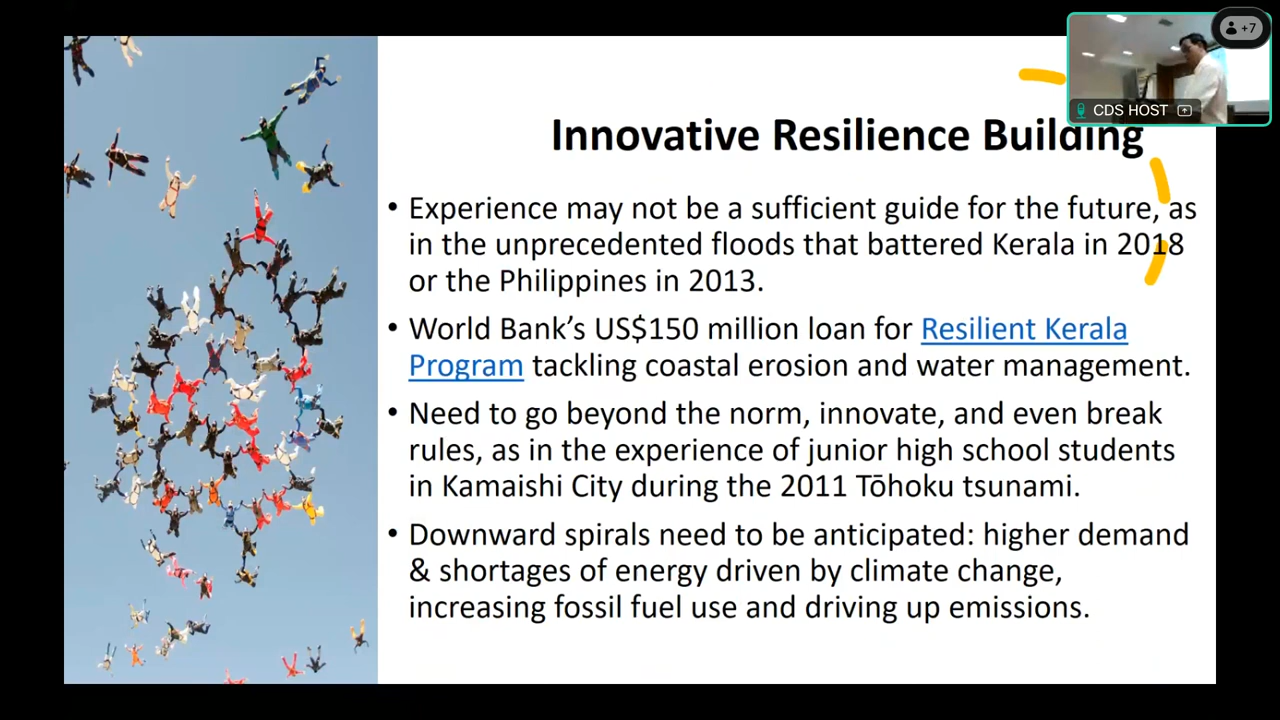 +7
CDS HOST
Innovative Resilience Building
• Experience may not be a sufficient guide for the future, as
in the unprecedented floods that battered Kerala in 2018
or the Philippines in 2013.
• World Bank’s US$150 million loan for Resilient Kerala
Program tackling coastal erosion and water management.
• Need to go beyond the norm, innovate, and even break
rules, as in the experience of junior high school students
in Kamaishi City during the 2011 Tōhoku tsunami.
• Downward spirals need to be anticipated: higher demand
& shortages of energy driven by climate change,
increasing fossil fuel use and driving up emissions.